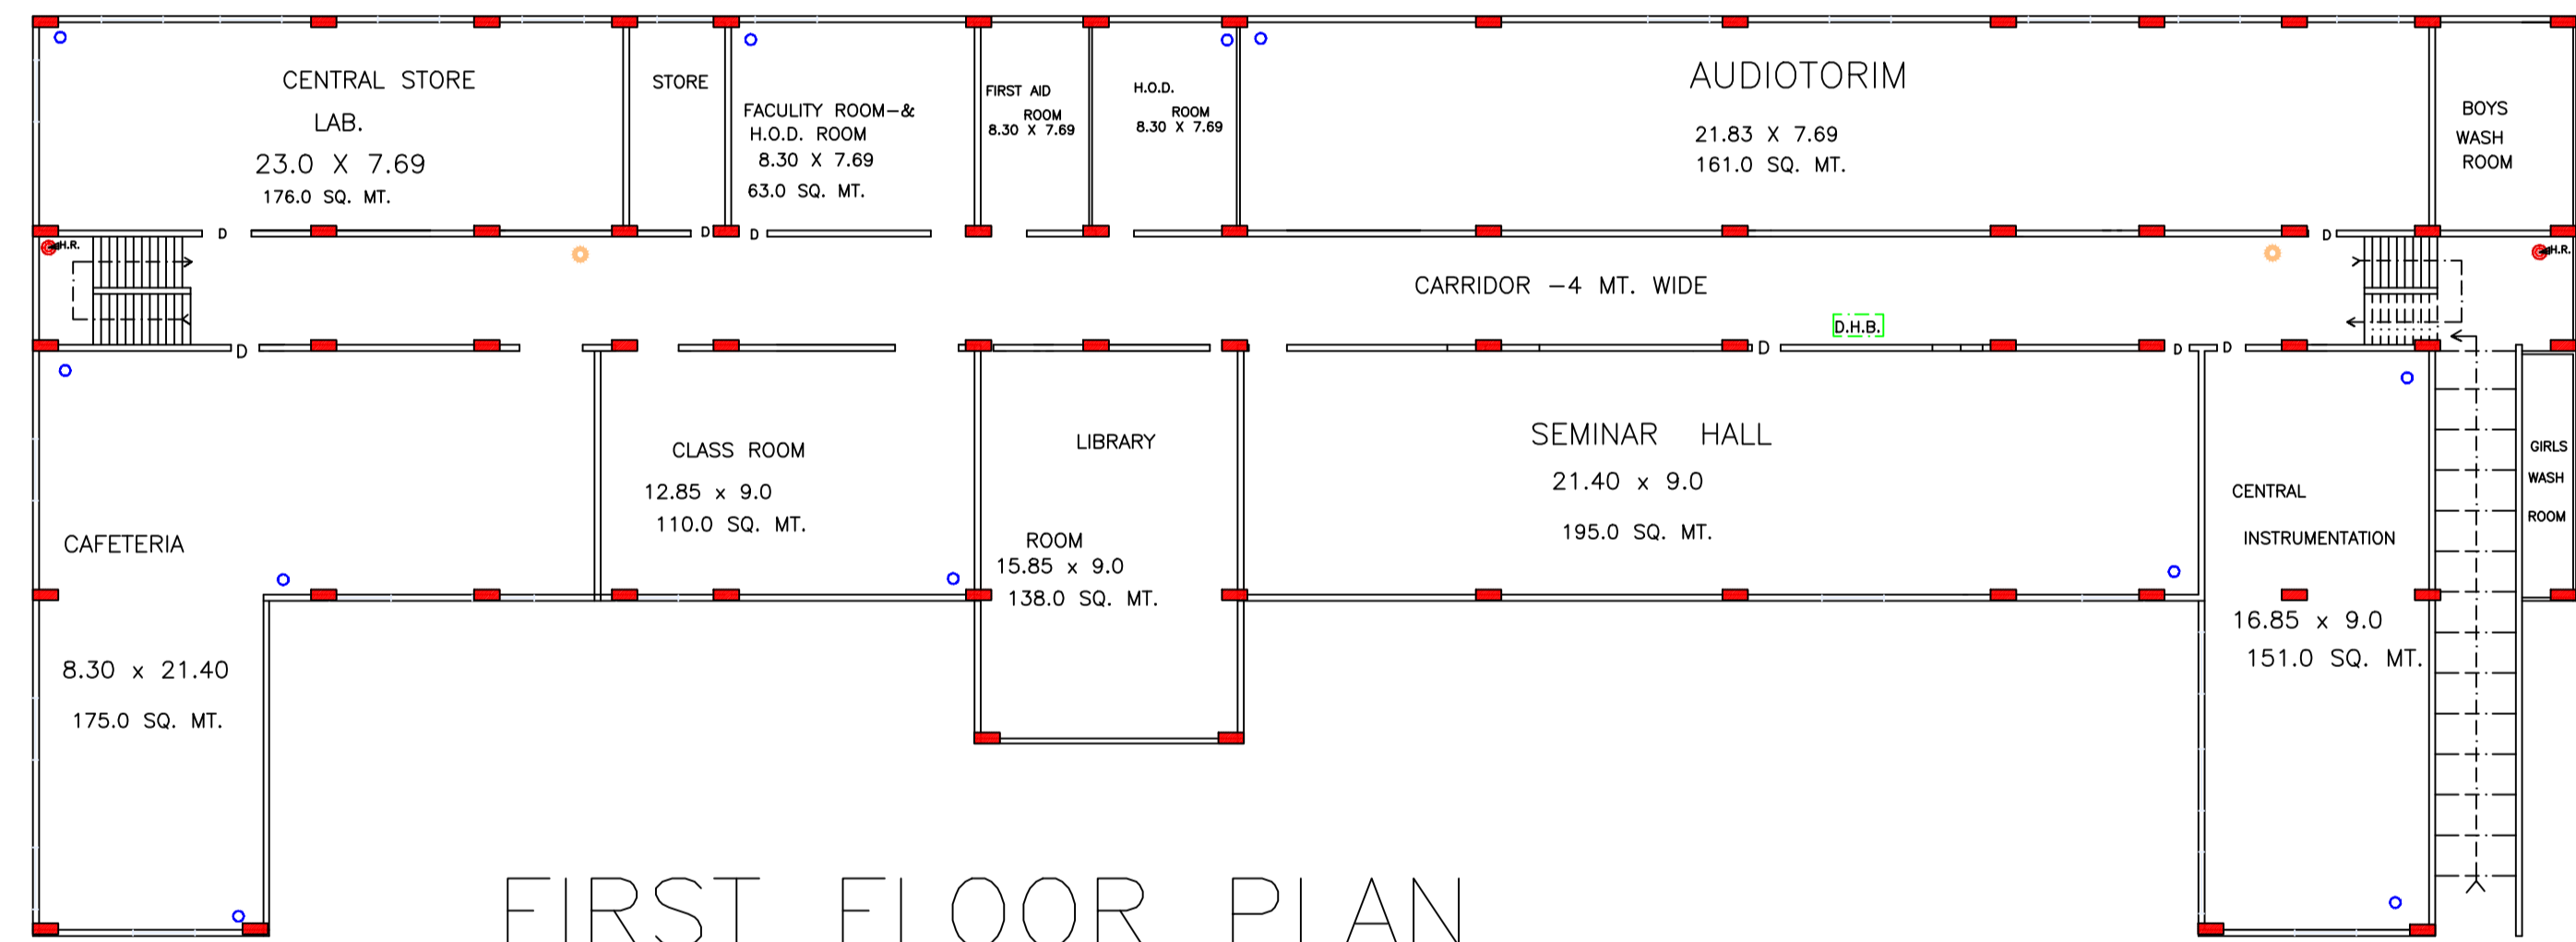 CENTRAL STORE
LAB.
23.0 X 7.69
176.0 SQ. MT.
STORE
FACULITY ROOM-&
H.O.D. ROOM
8.30 X 7.69
63.0 SQ. MT.
FIRST AID
ROOM
8.30 X 7.69
H.O.D.
ROOM
8.30 X 7.69
AUDIOTORIM
21.83 X 7.69
161.0 SQ. MT.
BOYS
WASH
ROOM
D
D
D
D
H.R.
H.R.
CARRIDOR -4 MT. WIDE
D.H.B.
D
D
D
D
CAFETERIA
8.30 x 21.40
175.0 SQ. MT.
CLASS ROOM
12.85 x 9.0
110.0 SQ. MT.
LIBRARY
ROOM
15.85 x 9.0
138.0 SQ. MT.
SEMINAR HALL
21.40 x 9.0
195.0 SQ. MT.
CENTRAL
INSTRUMENTATION
16.85 x 9.0
151.0 SQ. MT.
GIRLS
WASH
ROOM
FIRST FLOOR PLAN